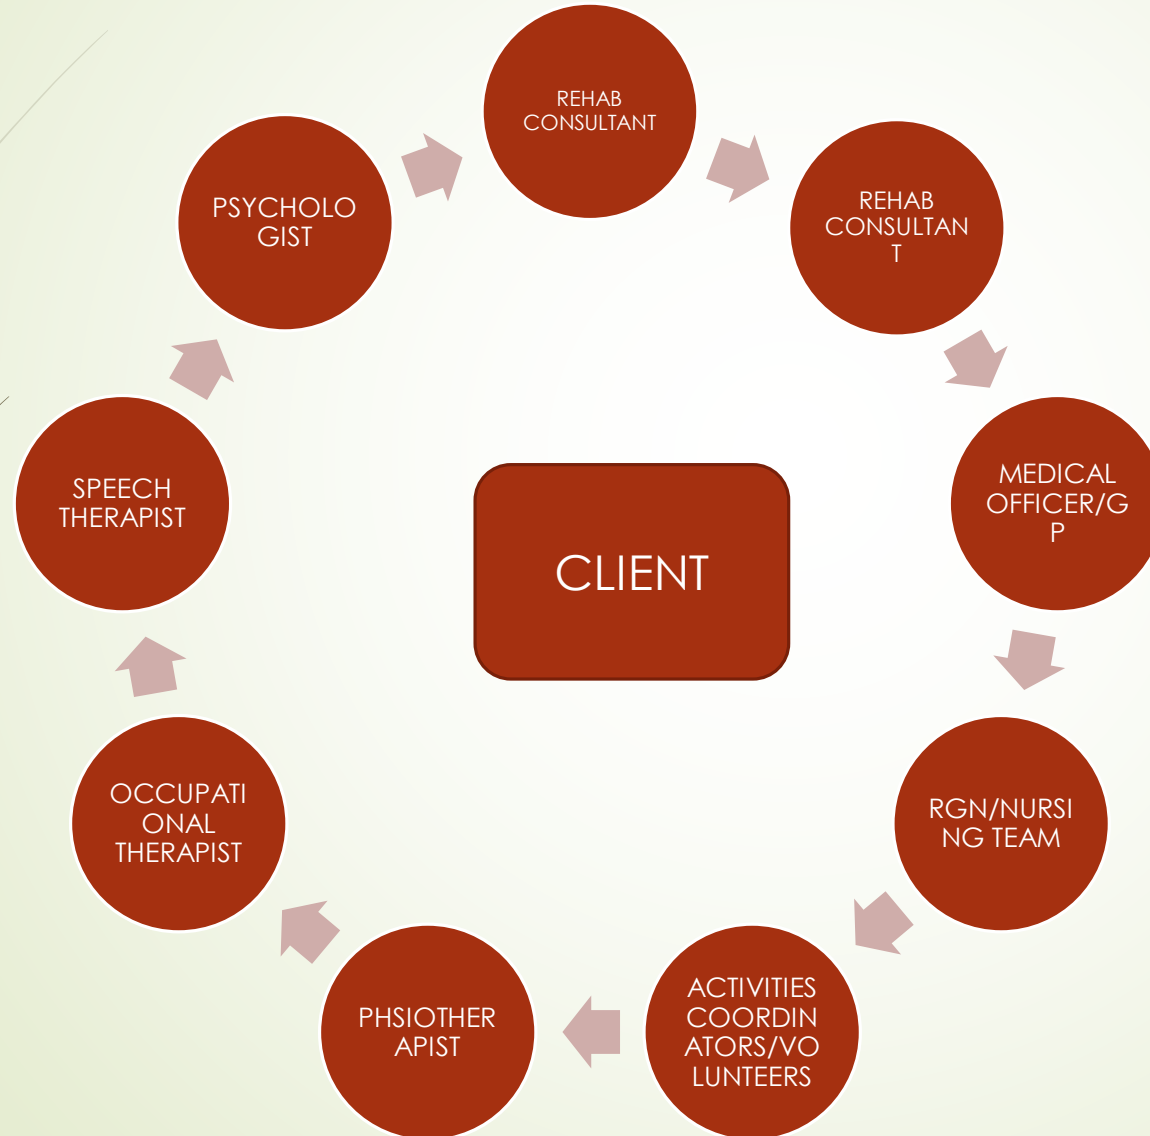 REHAB
CONSULTANT
REHAB
CONSULTAN
T
MEDICAL
OFFICER/G
P
RGN/NURSI
NG TEAM
ACTIVITIES
COORDIN
ATORS/VO
LUNTEERS
PHSIOTHER
APIST
OCCUPATI
ONAL
THERAPIST
SPEECH
THERAPIST
PSYCHOLO
GIST
CLIENT